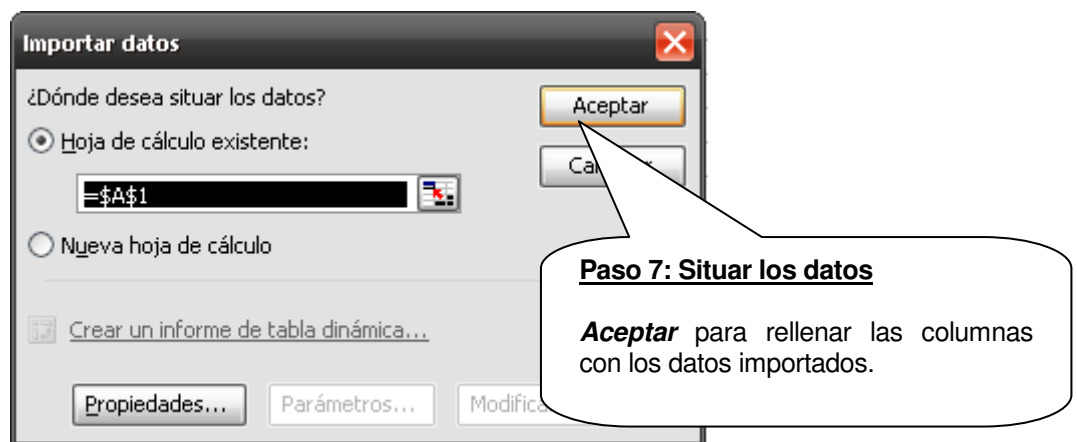 Importar datos
¿Dónde desea situar los datos?
Aceptar
Hoja de cálculo existente:
=$A$1
Nueva hoja de cálculo
Paso 7: Situar los datos
Aceptar para rellenar las columnas
con los datos importados.
Crear un informe de tabla dinámica...
Propiedades...
Parámetros...